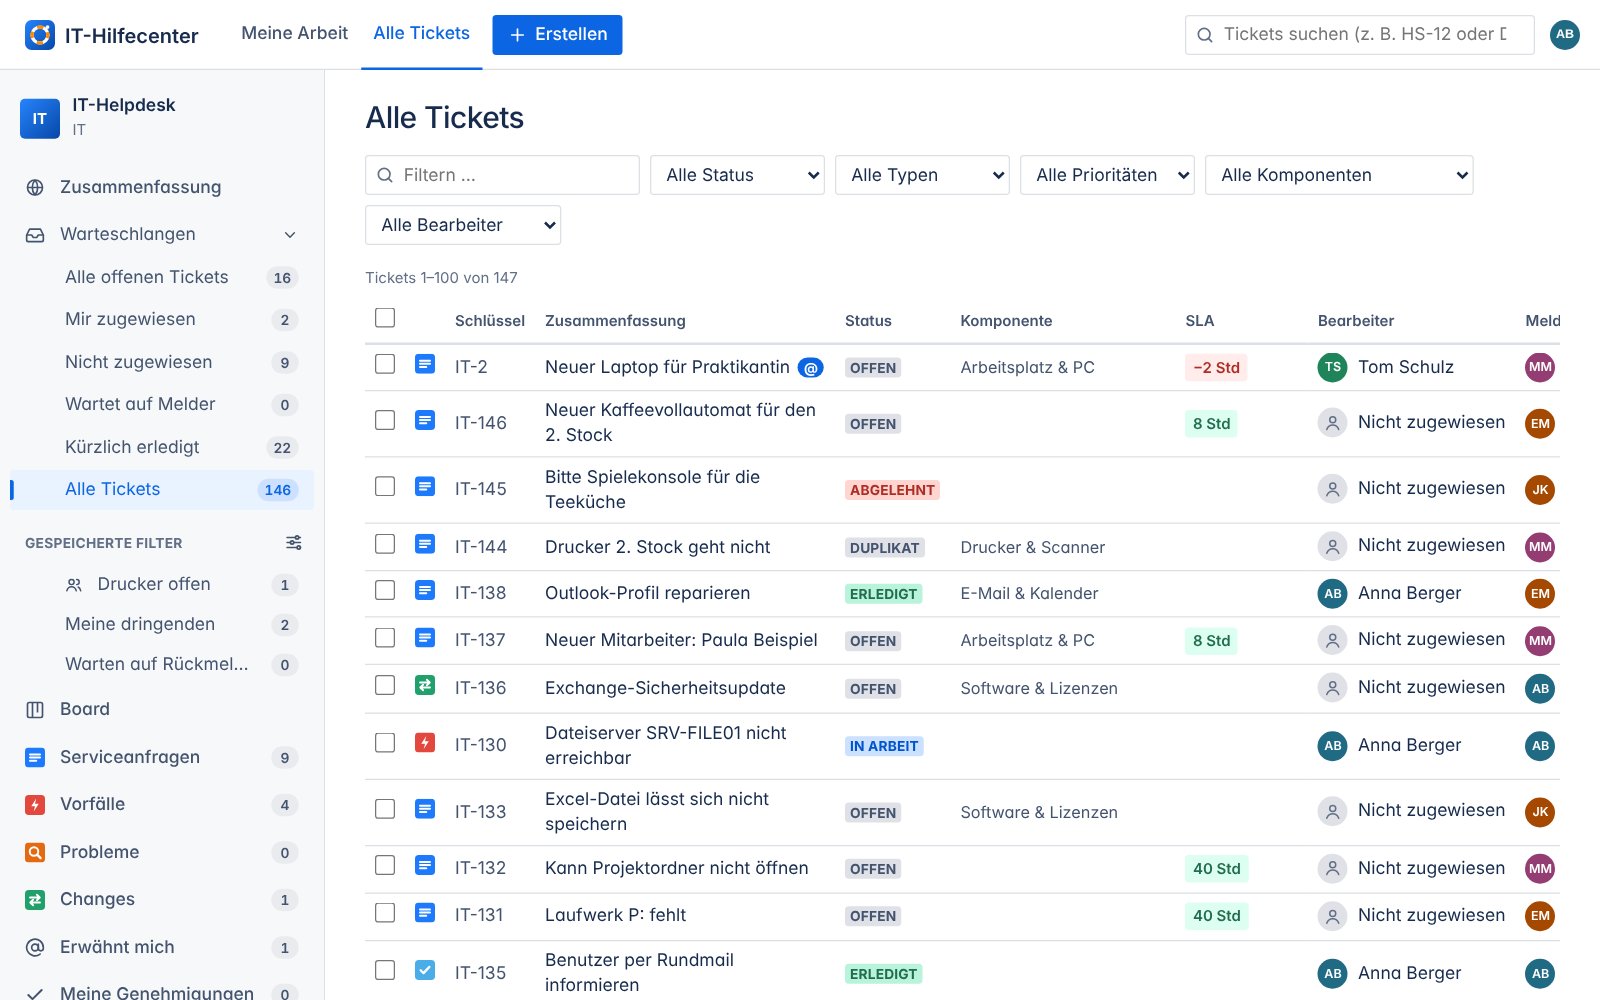 IT-Hilfecenter
Meine Arbeit
Alle Tickets
+ Erstellen
Tickets suchen (z. B. HS-12 oder D
AB
IT
IT-Helpdesk
IT
Zusammenfassung
Warteschlangen
Alle offenen Tickets 16
Mir zugewiesen 2
Nicht zugewiesen 9
Wartet auf Melder 0
Kürzlich erledigt 22
Alle Tickets 146
GESPEICHERTE FILTER
Drucker offen 1
Meine dringenden 2
Warten auf Rückmel... 0
Board
Serviceanfragen 9
Vorfälle 4
Probleme 0
Changes 1
Erwähnt mich 1
Meine Genehmigungen 0
Alle Tickets
Filtern ...
Alle Status
Alle Typen
Alle Prioritäten
Alle Komponenten
Alle Bearbeiter
Tickets 1–100 von 147
Schlüssel Zusammenfassung Status Komponente SLA Bearbeiter Meld
IT-2 Neuer Laptop für Praktikantin @ OFFEN Arbeitsplatz & PC −2 Std TS Tom Schulz MM
IT-146 Neuer Kaffeevollautomat für den
2. Stock OFFEN 8 Std Nicht zugewiesen EM
IT-145 Bitte Spielekonsole für die
Teeküche ABGELEHNT Nicht zugewiesen JK
IT-144 Drucker 2. Stock geht nicht DUPLIKAT Drucker & Scanner Nicht zugewiesen MM
IT-138 Outlook-Profil reparieren ERLEDIGT E-Mail & Kalender AB Anna Berger EM
IT-137 Neuer Mitarbeiter: Paula Beispiel OFFEN Arbeitsplatz & PC 8 Std Nicht zugewiesen MM
IT-136 Exchange-Sicherheitsupdate OFFEN Software & Lizenzen Nicht zugewiesen AB
IT-130 Dateiserver SRV-FILE01 nicht
erreichbar IN ARBEIT AB Anna Berger AB
IT-133 Excel-Datei lässt sich nicht
speichern OFFEN Software & Lizenzen Nicht zugewiesen JK
IT-132 Kann Projektordner nicht öffnen OFFEN 40 Std Nicht zugewiesen MM
IT-131 Laufwerk P: fehlt OFFEN 40 Std Nicht zugewiesen EM
IT-135 Benutzer per Rundmail
informieren ERLEDIGT AB Anna Berger AB